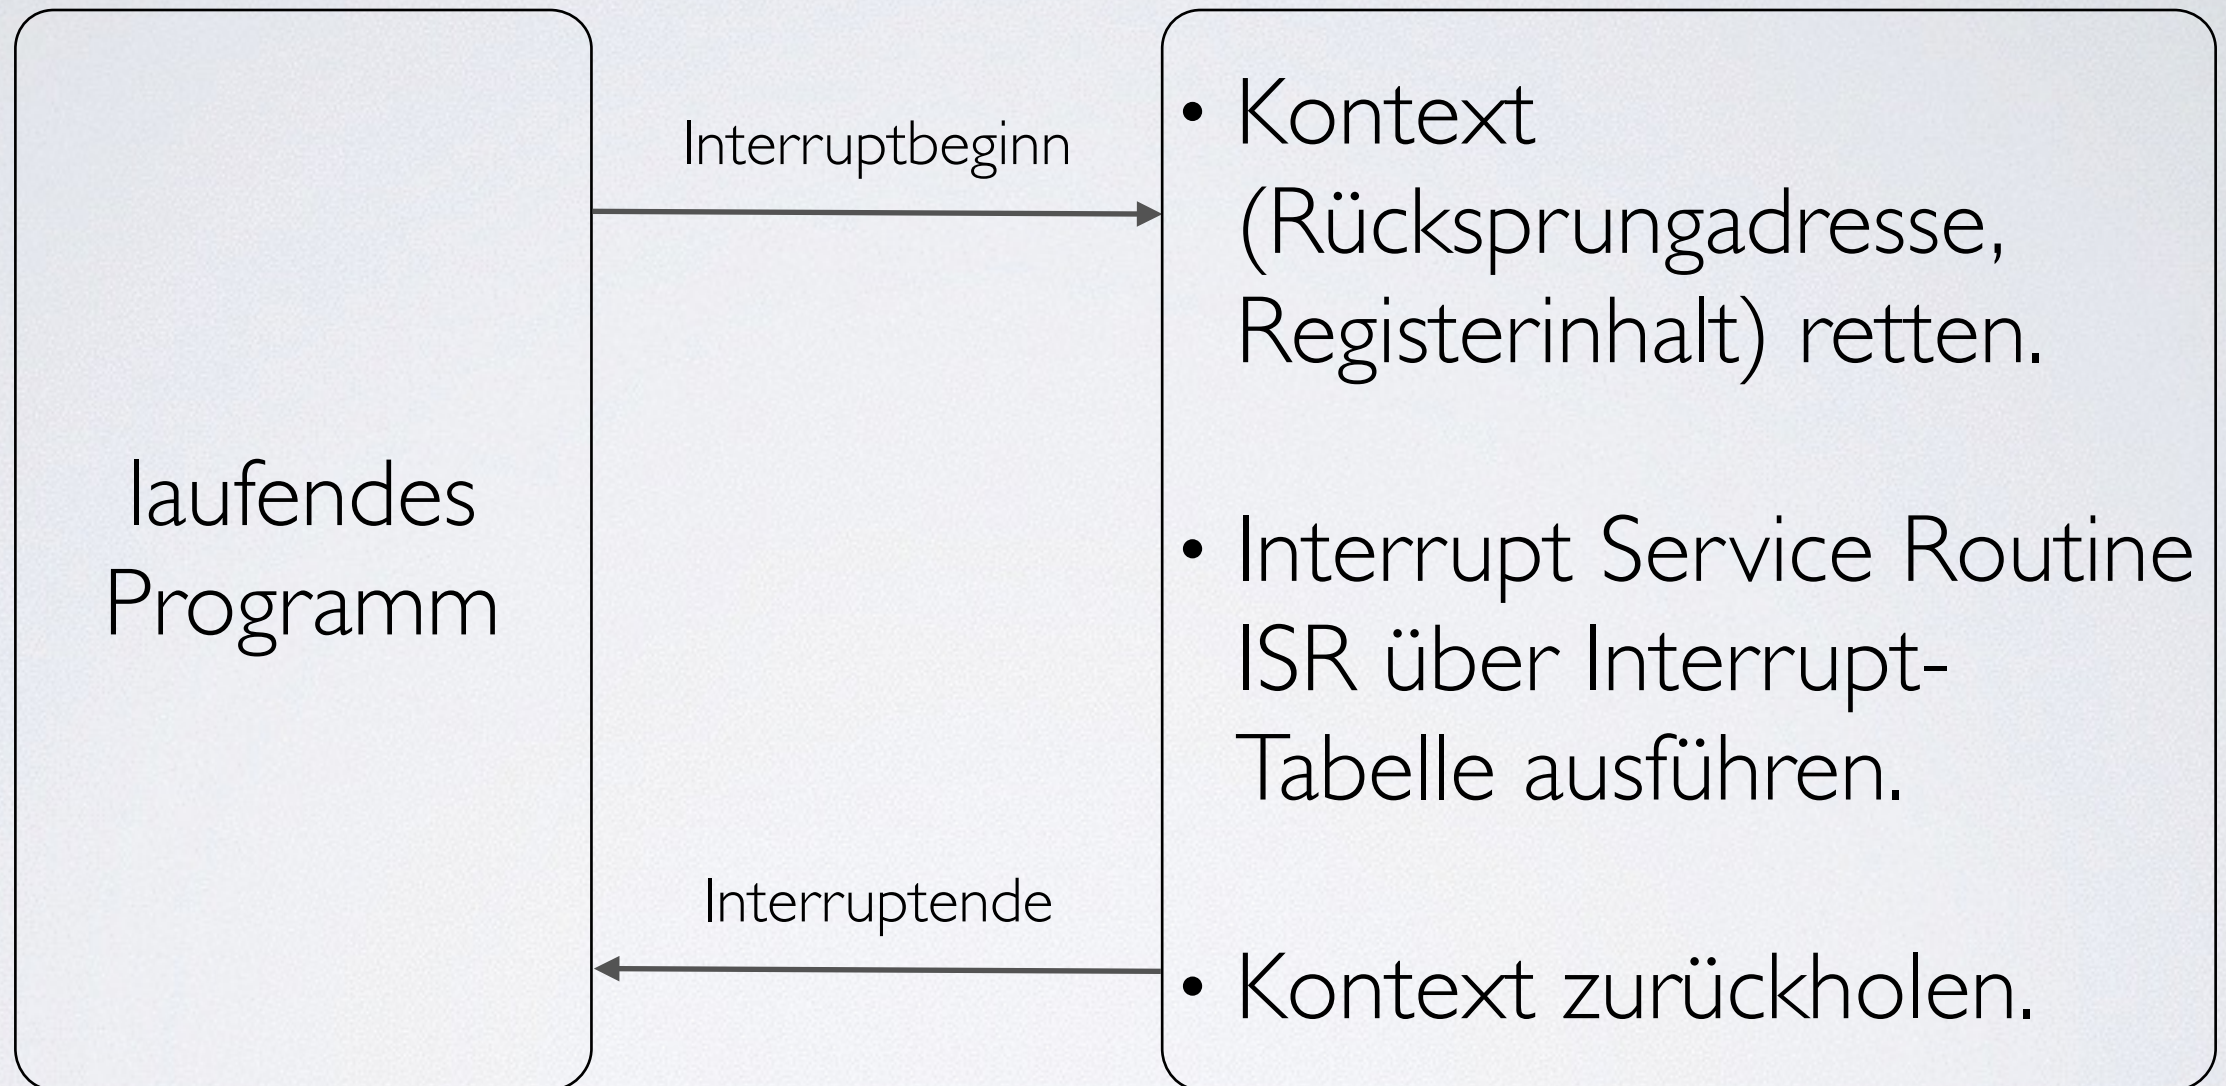 laufendes
Programm
Interruptbeginn
Interruptende
• Kontext
(Rücksprungadresse,
Registerinhalt) retten.
• Interrupt Service Routine
ISR über Interrupt-
Tabelle ausführen.
• Kontext zurückholen.